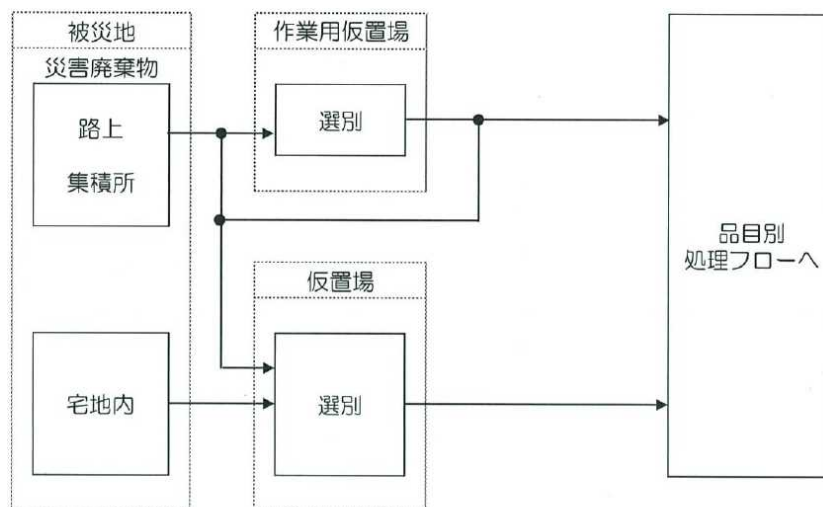 被災地
災害廃棄物
路上
集積所
宅地内
作業用仮置場
選別
仮置場
選別
品目別
処理フローへ